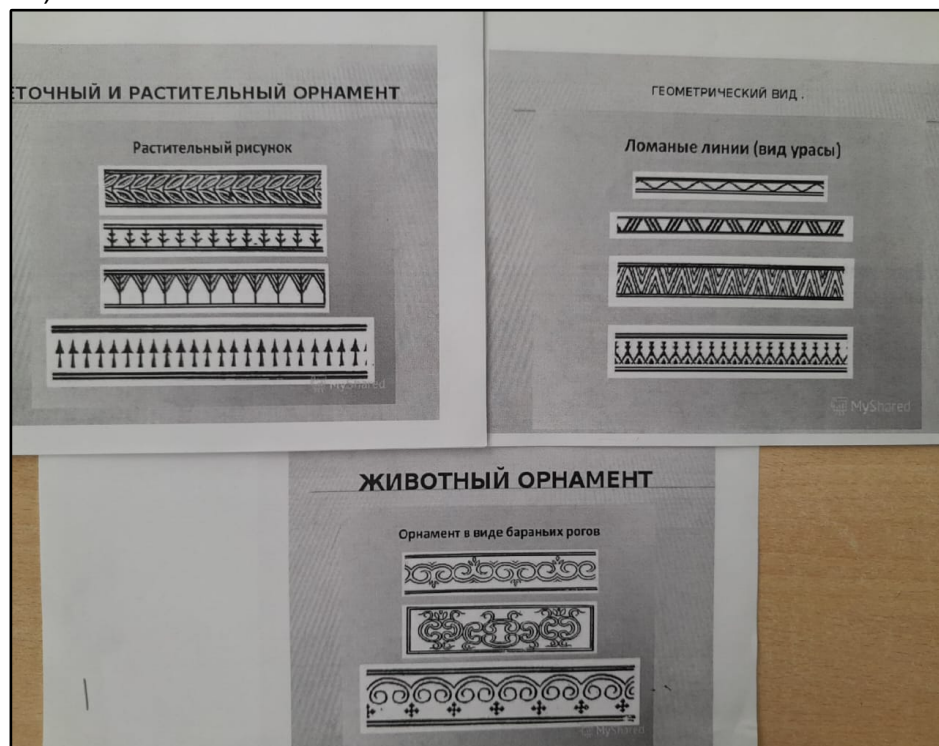 ЕТОЧНЫЙ И РАСТИТЕЛЬНЫЙ ОРНАМЕНТ
Растительный рисунок
MyShared
ГЕОМЕТРИЧЕСКИЙ ВИД .
Ломаные линии (вид урасы)
MyShared
ЖИВОТНЫЙ ОРНАМЕНТ
Орнамент в виде бараньих рогов
MyShared